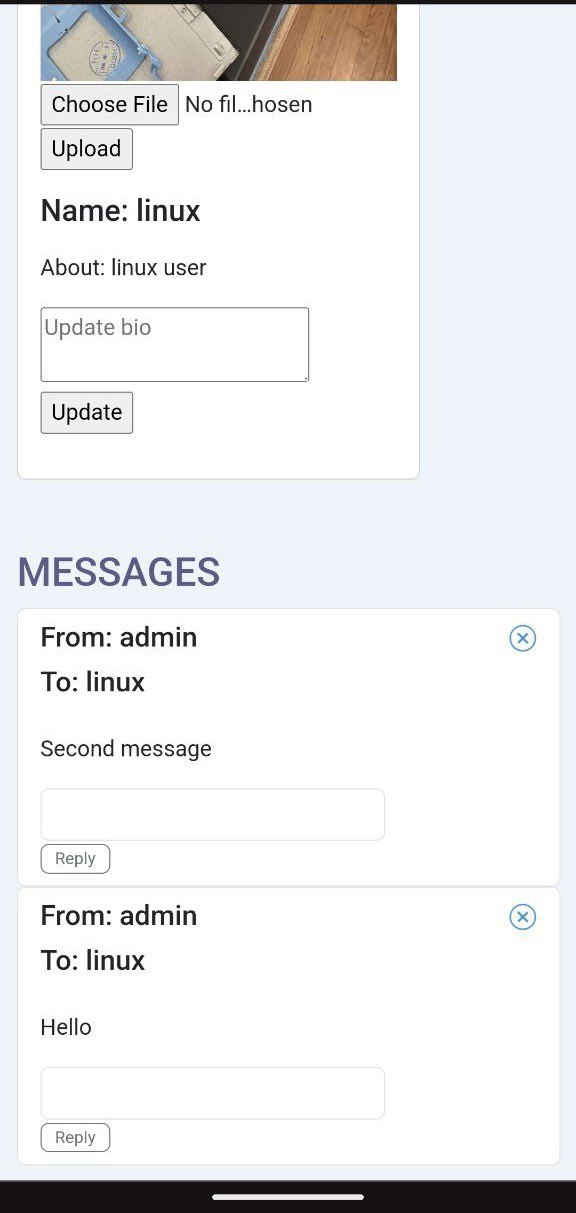 Choose File No fil...hosen
Upload
Name: linux
About: linux user
Update bio
Update
MESSAGES
From: admin
To: linux
Second message
Reply
From: admin
To: linux
Hello
Reply